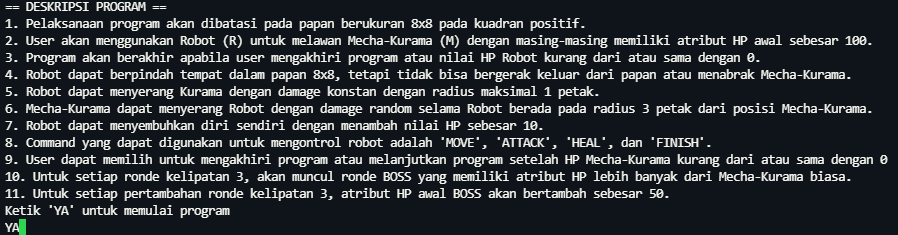 == DESKRIPSI PROGRAM ==
1. Pelaksanaan program akan dibatasi pada papan berukuran 8x8 pada kuadran positif.
2. User akan menggunakan Robot (R) untuk melawan Mecha-Kurama (M) dengan masing-masing memiliki atribut HP awal sebesar 100.
3. Program akan berakhir apabila user mengakhiri program atau nilai HP Robot kurang dari atau sama dengan 0.
4. Robot dapat berpindah tempat dalam papan 8x8, tetapi tidak bisa bergerak keluar dari papan atau menabrak Mecha-Kurama.
5. Robot dapat menyerang Kurama dengan damage konstan dengan radius maksimal 1 petak.
6. Mecha-Kurama dapat menyerang Robot dengan damage random selama Robot berada pada radius 3 petak dari posisi Mecha-Kurama.
7. Robot dapat menyembuhkan diri sendiri dengan menambah nilai HP sebesar 10.
8. Command yang dapat digunakan untuk mengontrol robot adalah 'MOVE', 'ATTACK', 'HEAL', dan 'FINISH'.
9. User dapat memilih untuk mengakhiri program atau melanjutkan program setelah HP Mecha-Kurama kurang dari atau sama dengan 0
10. Untuk setiap ronde kelipatan 3, akan muncul ronde BOSS yang memiliki atribut HP lebih banyak dari Mecha-Kurama biasa.
11. Untuk setiap pertambahan ronde kelipatan 3, atribut HP awal BOSS akan bertambah sebesar 50.
Ketik 'YA' untuk memulai program
YA